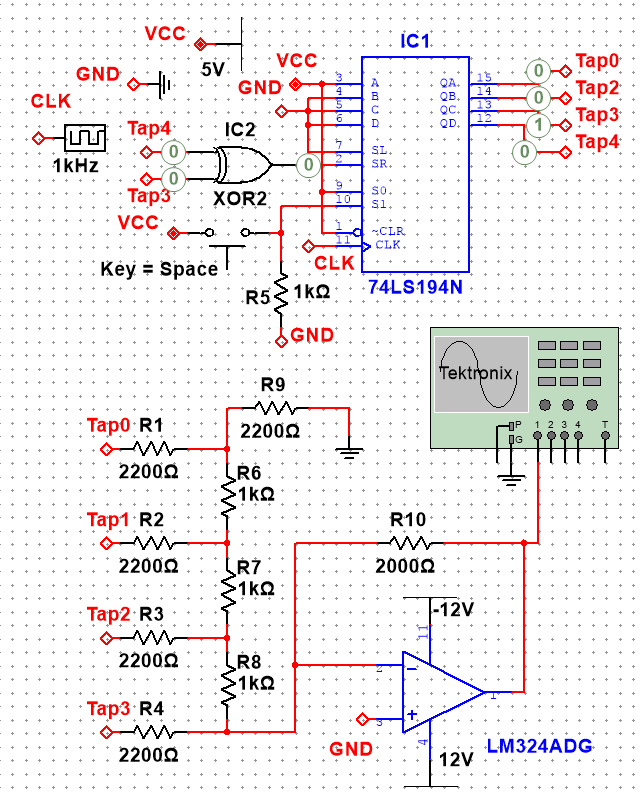 VCC
5V
GND
CLK
1kHz
Tap4
0
0
Tap3
IC2
XOR2
0
VCC
Key = Space
R5
1kΩ
GND
VCC
GND
CLK
IC1
3 A QA. 15
4 B QB. 14
5 C QC. 13
6 D QD. 12
7 SL
2 SR
9 S0
10 S1
1 ~CLR
11 CLK
74LS194N
0 Tap0
0 Tap2
1 Tap3
0 Tap4
Tektronix
P
G
1 2 3 4 T
R9
2200Ω
Tap0 R1
2200Ω
R6
1kΩ
Tap1 R2
2200Ω
R7
1kΩ
Tap2 R3
2200Ω
R8
1kΩ
Tap3 R4
2200Ω
R10
2000Ω
-12V
11
2
3
1
4
GND
12V
LM324ADG